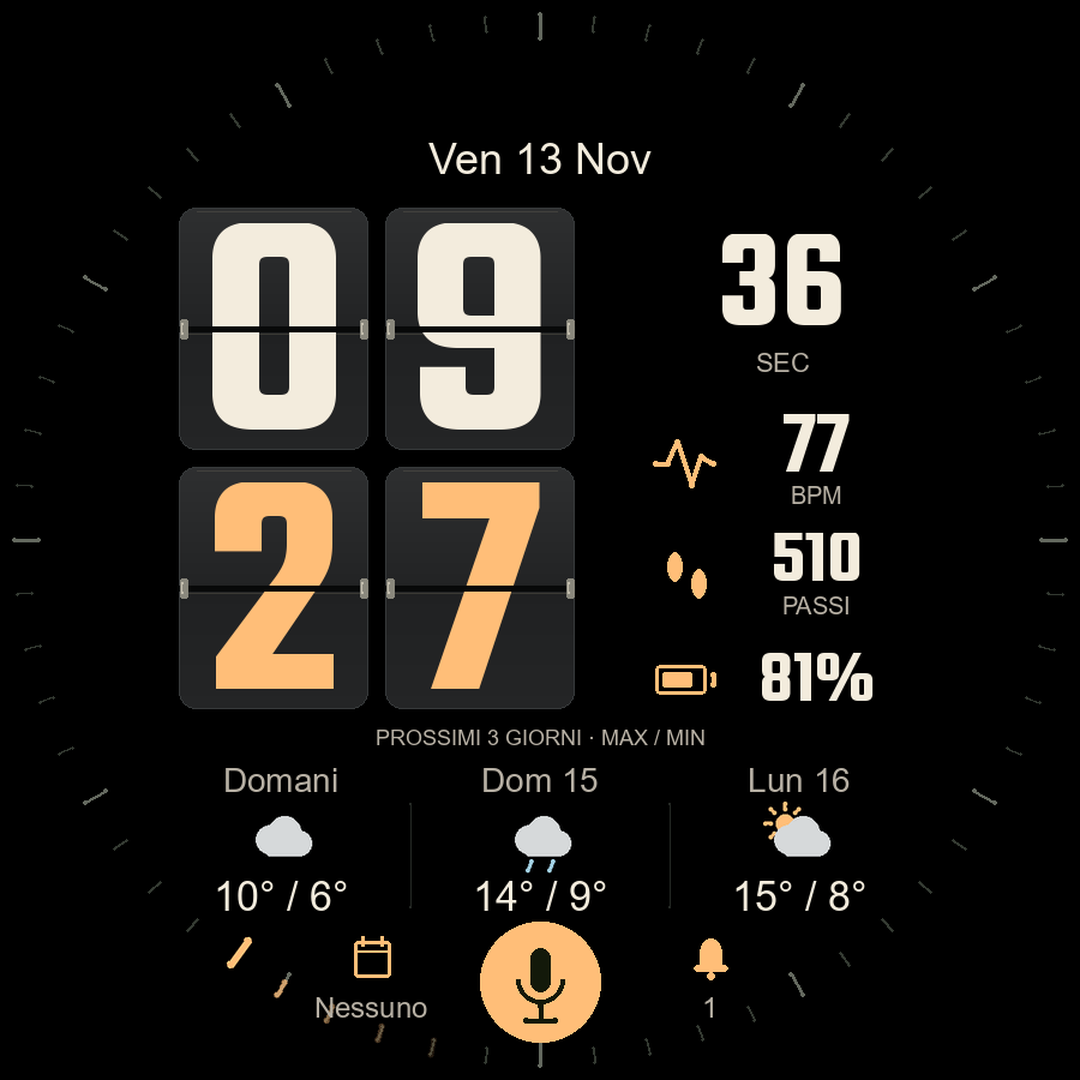 Ven 13 Nov
09
36
SEC
77
BPM
27
510
PASSI
81%
PROSSIMI 3 GIORNI · MAX / MIN
Domani Dom 15 Lun 16
10° / 6° 14° / 9° 15° / 8°
Nessuno 1